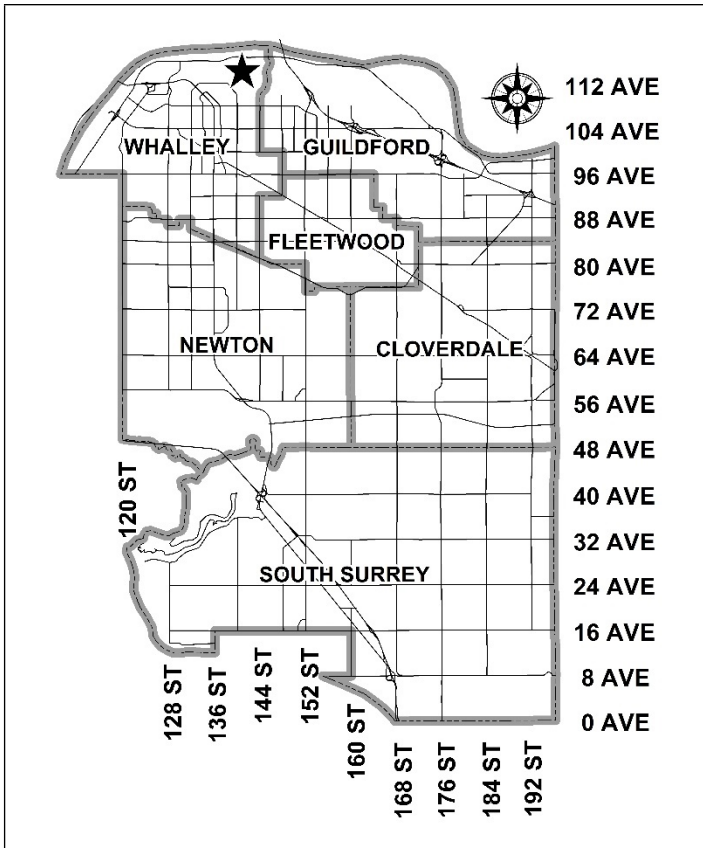 112 AVE
104 AVE
WHALLEY
GUILDFORD
96 AVE
88 AVE
FLEETWOOD
80 AVE
72 AVE
NEWTON
CLOVERDALE
64 AVE
56 AVE
48 AVE
120 ST
40 AVE
32 AVE
SOUTH SURREY
24 AVE
16 AVE
8 AVE
0 AVE
128 ST
136 ST
144 ST
152 ST
160 ST
168 ST
176 ST
184 ST
192 ST